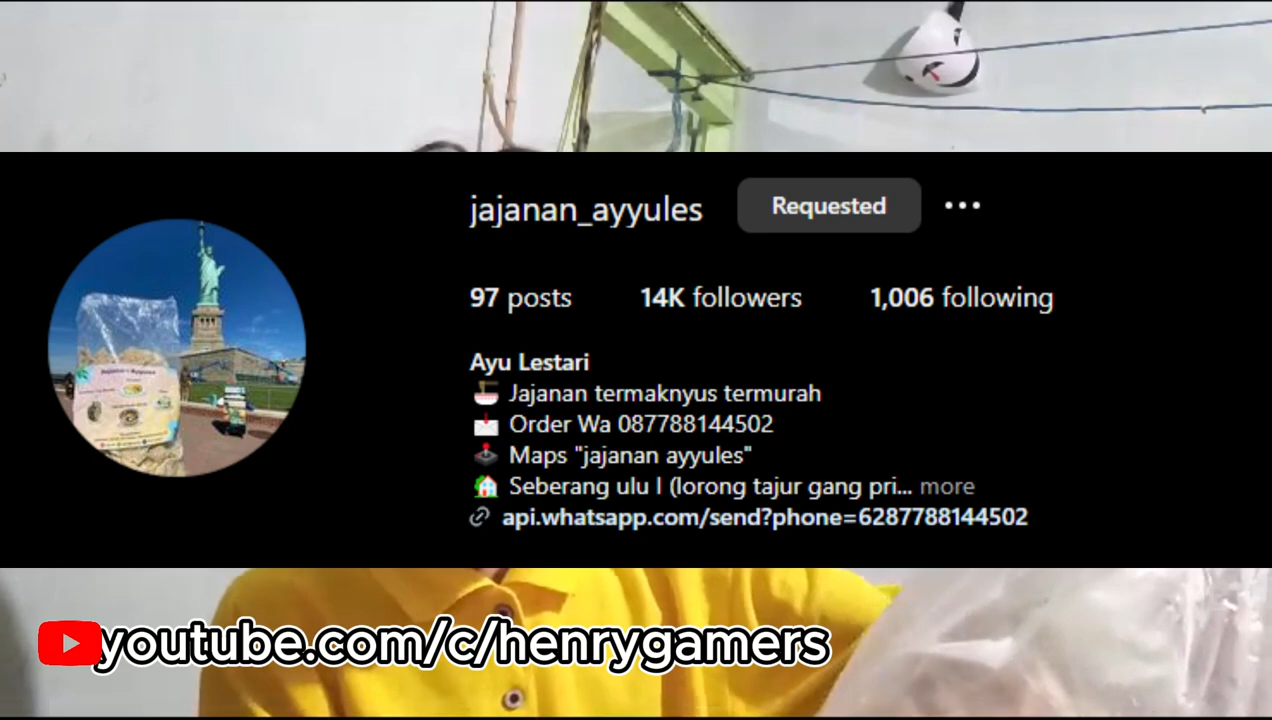 jajanan_ayyules
Requested
97 posts 14K followers 1,006 following
Ayu Lestari
🍜 Jajanan termaknyus termurah
📩 Order Wa 087788144502
🕹️ Maps "jajanan ayyules"
🏡 Seberang ulu I (lorong tajur gang pri... more
api.whatsapp.com/send?phone=6287788144502
youtube.com/c/henrygamers